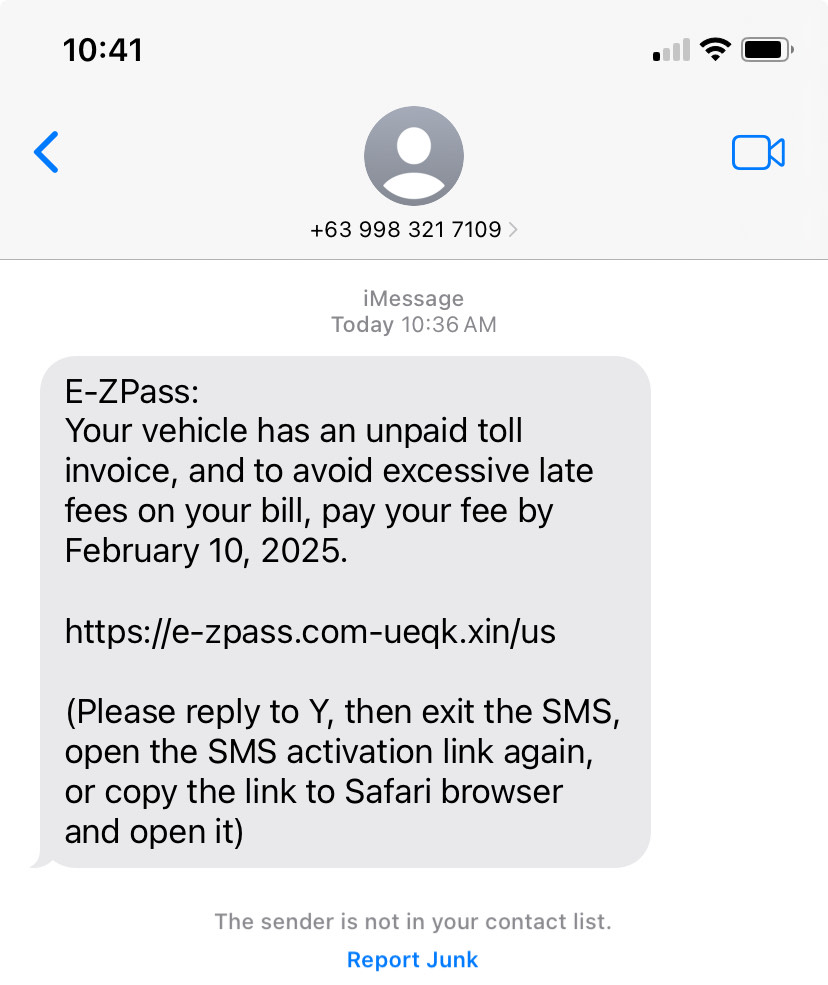 10:41
+63 998 321 7109
iMessage
Today 10:36 AM
E-ZPass:
Your vehicle has an unpaid toll
invoice, and to avoid excessive late
fees on your bill, pay your fee by
February 10, 2025.
https://e-zpass.com-ueqk.xin/us
(Please reply to Y, then exit the SMS,
open the SMS activation link again,
or copy the link to Safari browser
and open it)
The sender is not in your contact list.
Report Junk